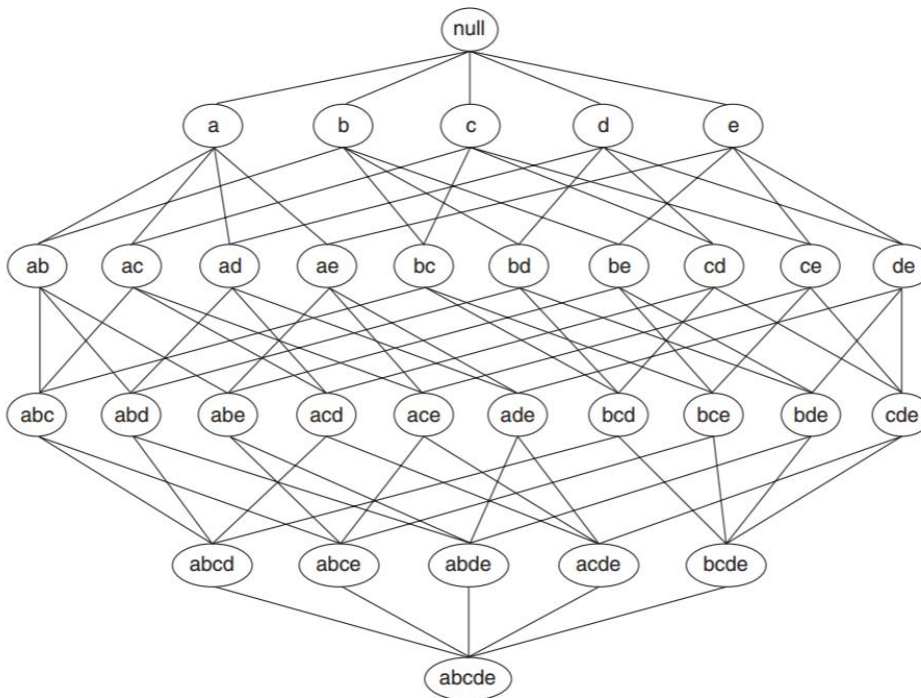 null
a b c d e
ab ac ad ae bc bd be cd ce de
abc abd abe acd ace ade bcd bce bde cde
abcd abce abde acde bcde
abcde